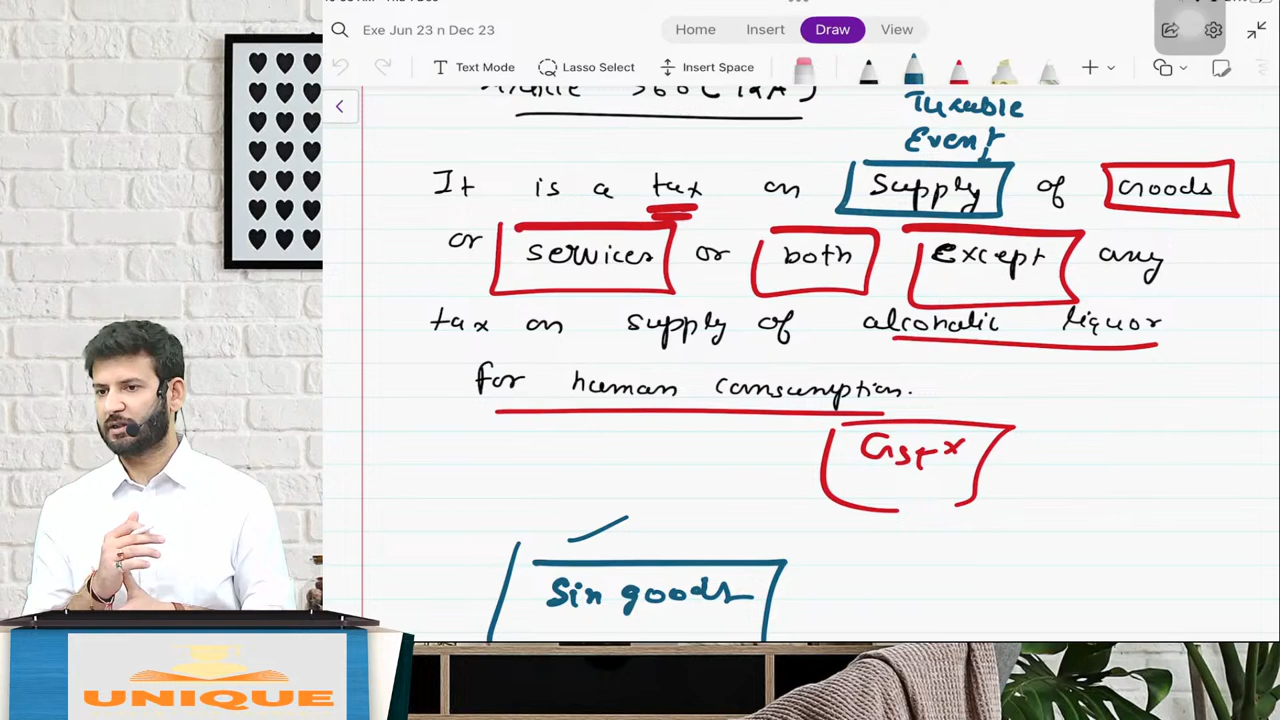 Exe Jun 23 n Dec 23
Home Insert Draw View
Text Mode Lasso Select Insert Space
Taxable
Event
It is a tax on supply of Goods
or services or both Except any
tax on supply of alcoholic liquor
for human consumption.
GST x
Sin goods
UNIQUE